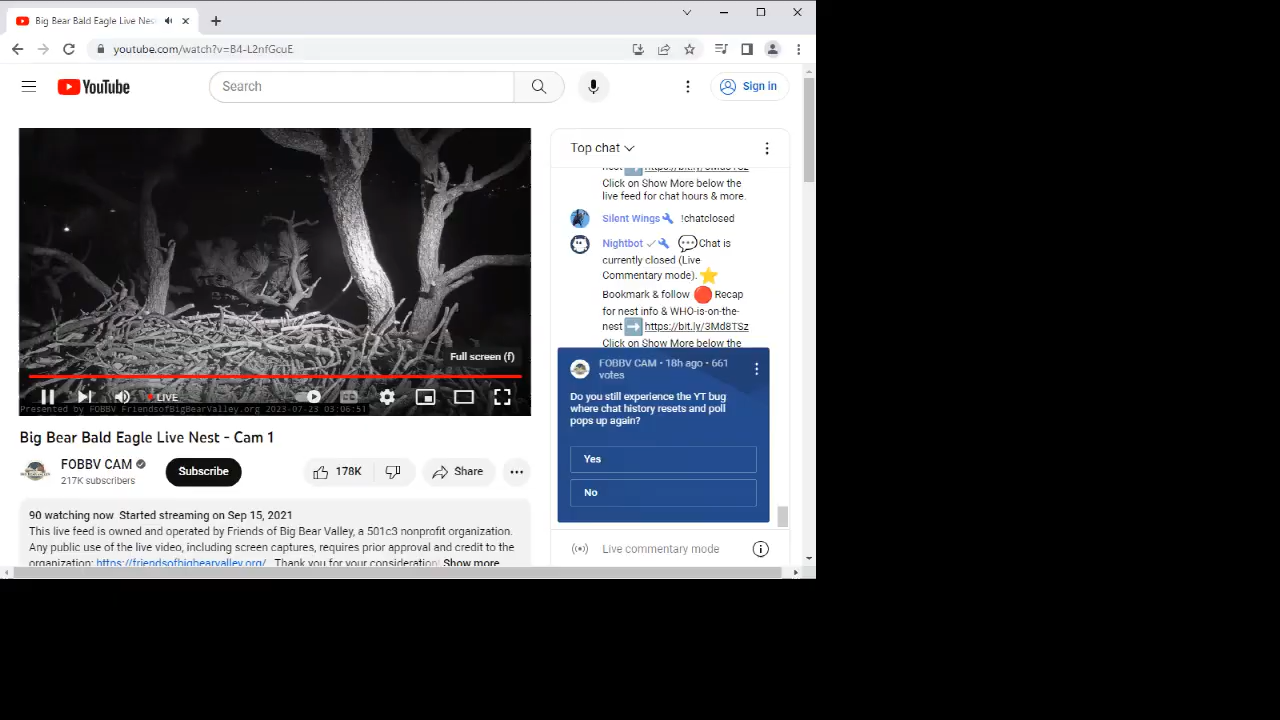 Big Bear Bald Eagle Live Nes
youtube.com/watch?v=B4-L2nfGcuE
YouTube
Search
Sign in
Top chat
Click on Show More below the
live feed for chat hours & more.
Silent Wings !chatclosed
Nightbot Chat is
currently closed (Live
Commentary mode).
Bookmark & follow Recap
for nest info & WHO-is-on-the-
nest https://bit.ly/3Md8TSz
Click on Show More below the
FOBBV CAM • 18h ago • 661
votes
Do you still experience the YT bug
where chat history resets and poll
pops up again?
Yes
No
Live commentary mode
Full screen (f)
LIVE
Presented by FOBBV FriendsofBigBearValley.org 2023-07-23 03:06:51
Big Bear Bald Eagle Live Nest - Cam 1
FOBBV CAM
217K subscribers
Subscribe
178K
Share
90 watching now Started streaming on Sep 15, 2021
This live feed is owned and operated by Friends of Big Bear Valley, a 501c3 nonprofit organization.
Any public use of the live video, including screen captures, requires prior approval and credit to the
organization: https://friendsofbigbearvalley.org/ Thank you for your consideration! Show more